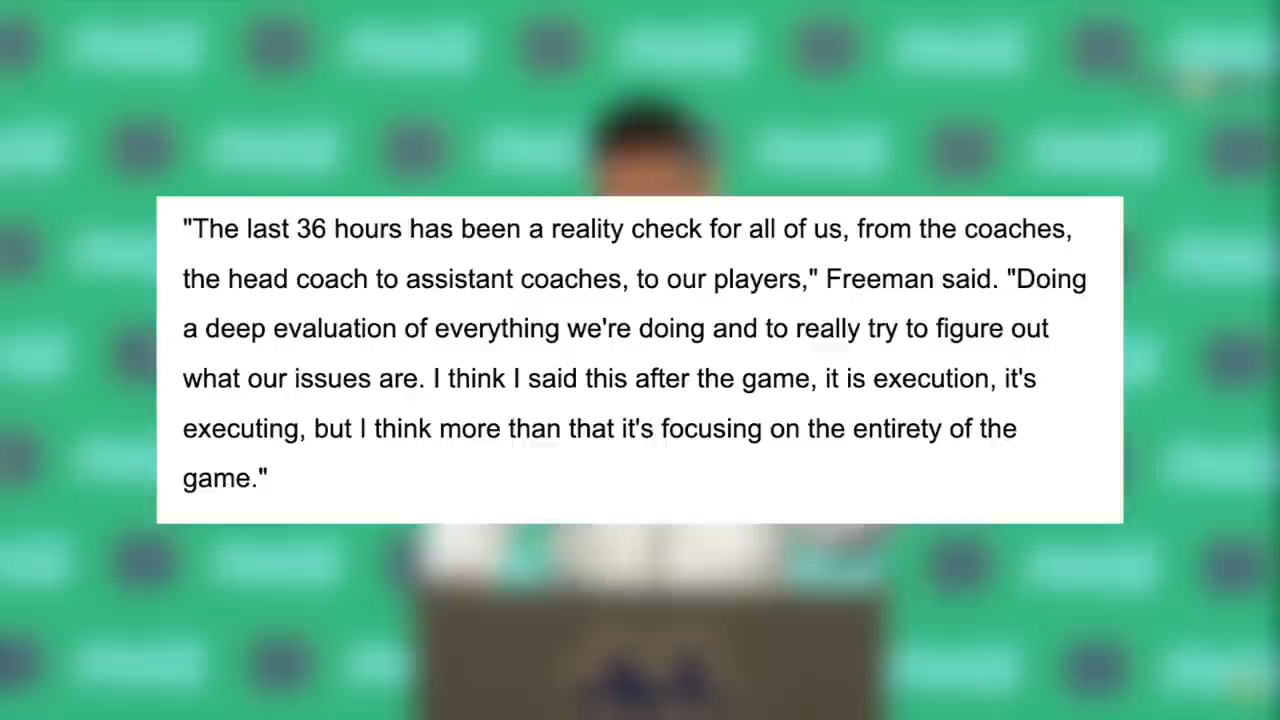 "The last 36 hours has been a reality check for all of us, from the coaches,
the head coach to assistant coaches, to our players," Freeman said. "Doing
a deep evaluation of everything we're doing and to really try to figure out
what our issues are. I think I said this after the game, it is execution, it's
executing, but I think more than that it's focusing on the entirety of the
game."